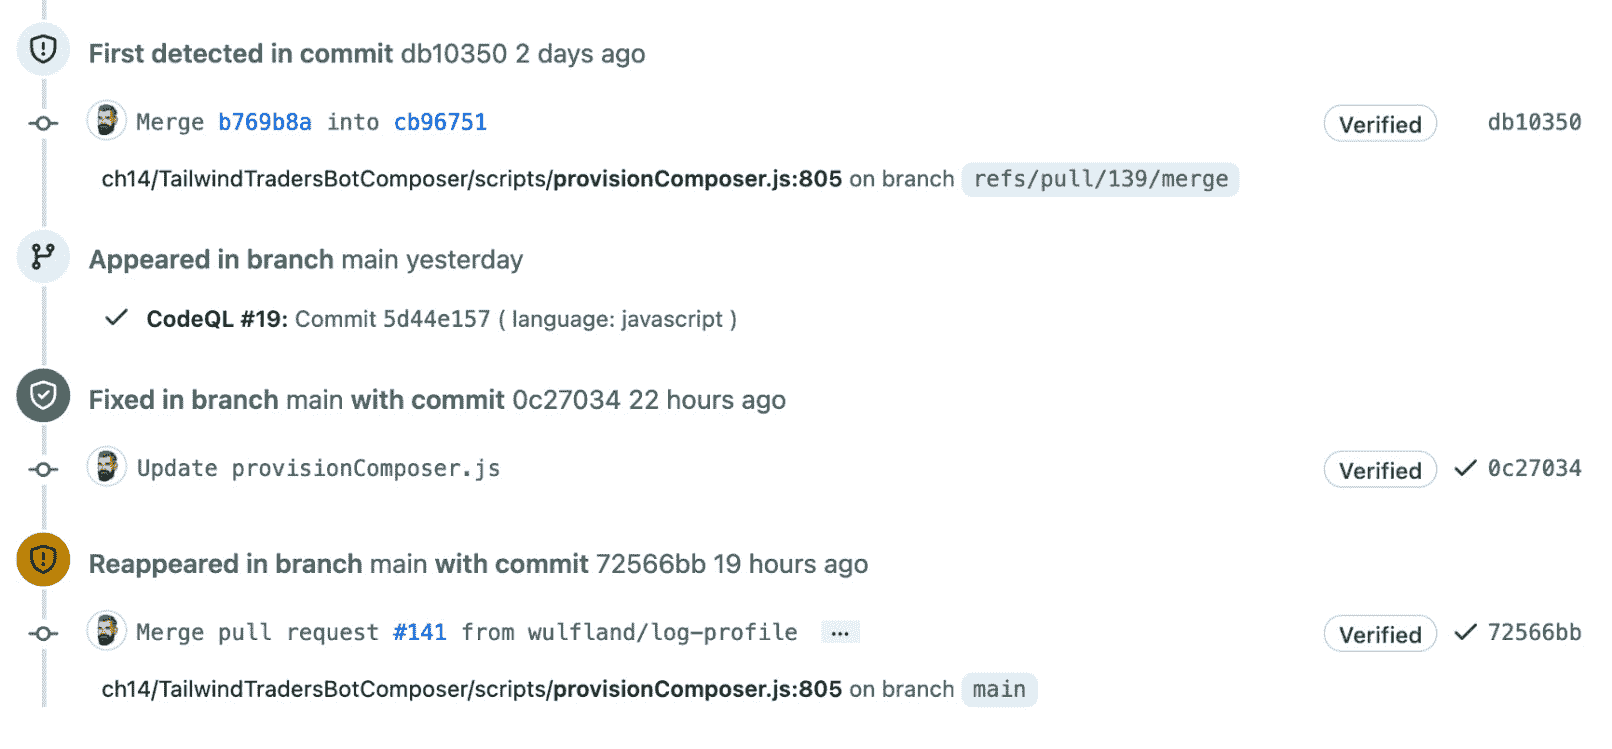 First detected in commit db10350 2 days ago
Merge b769b8a into cb96751 Verified db10350
ch14/TailwindTradersBotComposer/scripts/provisionComposer.js:805 on branch refs/pull/139/merge
Appeared in branch main yesterday
CodeQL #19: Commit 5d44e157 ( language: javascript )
Fixed in branch main with commit 0c27034 22 hours ago
Update provisionComposer.js Verified 0c27034
Reappeared in branch main with commit 72566bb 19 hours ago
Merge pull request #141 from wulfland/log-profile ... Verified 72566bb
ch14/TailwindTradersBotComposer/scripts/provisionComposer.js:805 on branch main